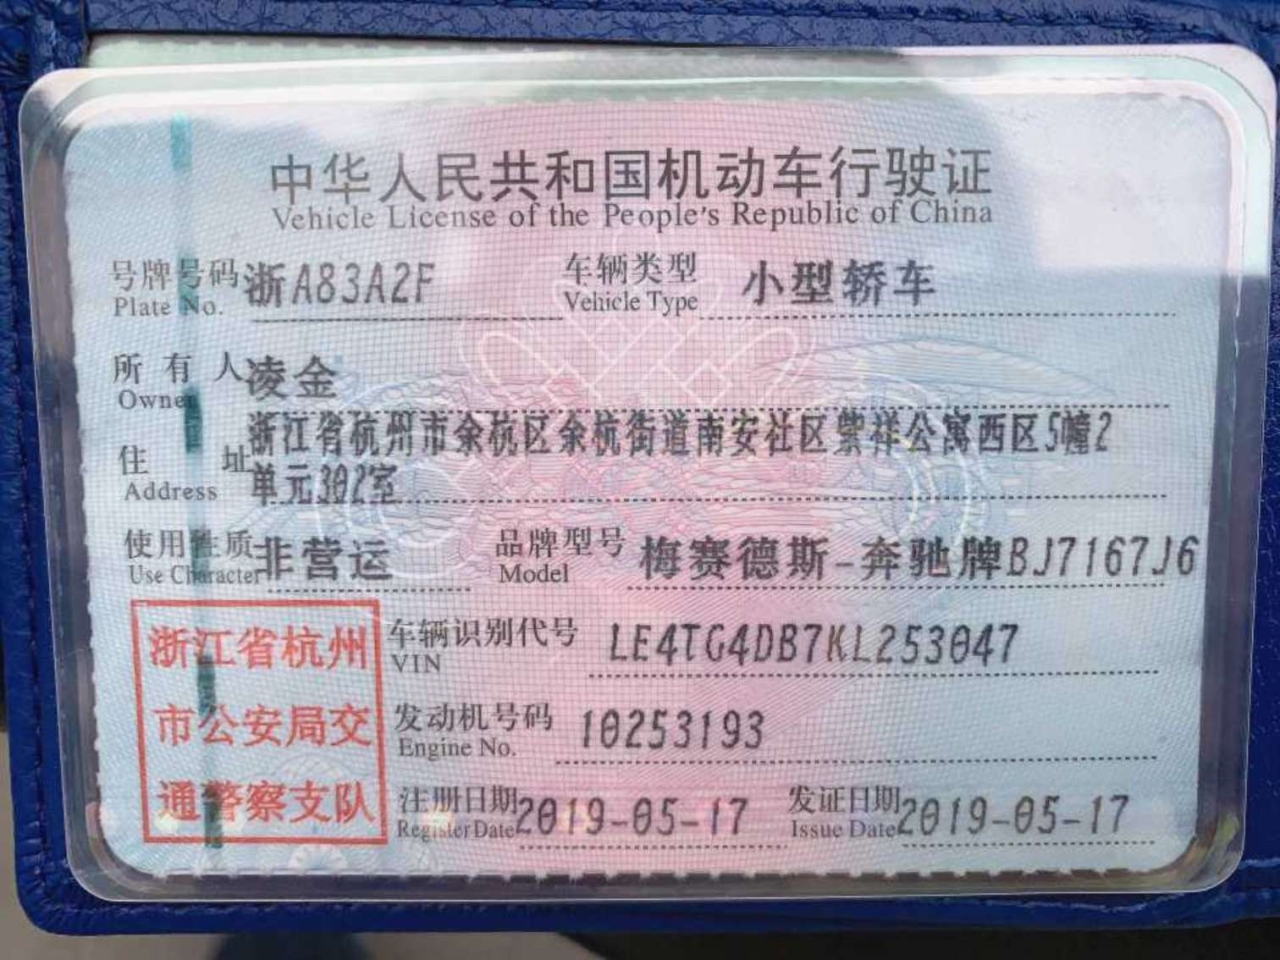 中华人民共和国机动车行驶证
Vehicle License of the People's Republic of China
号牌号码 浙A83A2F 车辆类型 小型轿车
Plate No. Vehicle Type
所有人 凌金
Owner
浙江省杭州市余杭区余杭街道南安社区紫祥公寓西区5幢2
住址 单元302室
Address
使用性质 非营运 品牌型号 梅赛德斯-奔驰牌BJ7167J6
Use Character Model
浙江省杭州 车辆识别代号 LE4TG4DB7KL253047
VIN
市公安局交 发动机号码 10253193
Engine No.
通警察支队 注册日期 2019-05-17 发证日期 2019-05-17
Register Date Issue Date